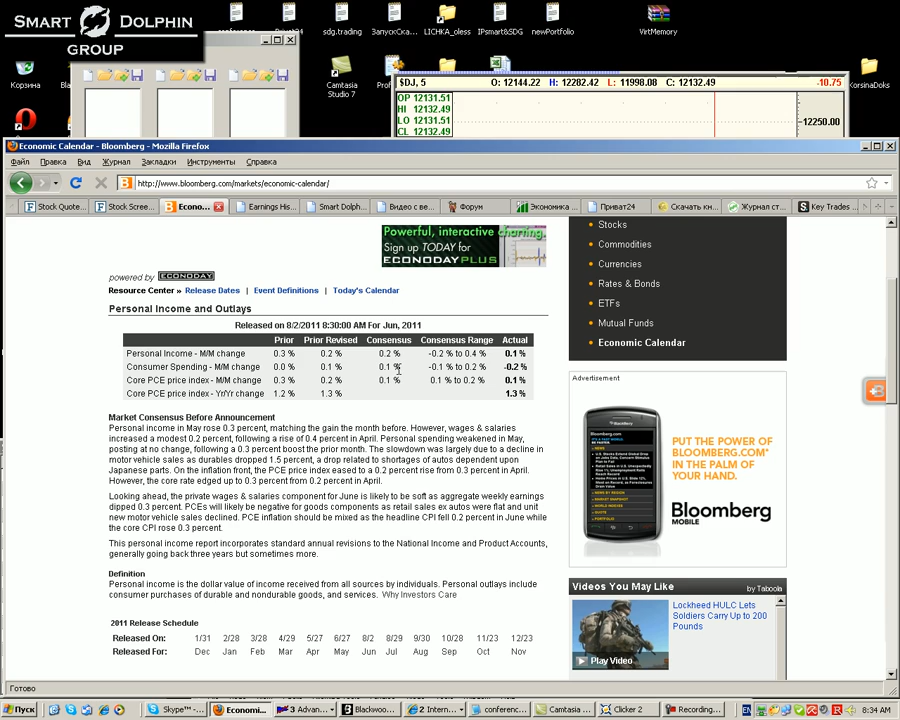 SMART DOLPHIN
GROUP
sdg.trading
ЗапускСка...
LICHKA_oless
IPsmart&SDG
newPortfolio
VirtMemory
Корзина
Camtasia
Studio 7
KorsinaDoks
$DJ, 5 O: 12144.22 H: 12282.42 L: 11998.08 C: 12132.49 -10.75
OP 12131.51
HI 12132.49
LO 12131.51
CL 12132.49
12250.00
Economic Calendar - Bloomberg - Mozilla Firefox
Файл Правка Вид Журнал Закладки Инструменты Справка
http://www.bloomberg.com/markets/economic-calendar/
Stock Quote... Stock Scree... Econo... Earnings His... Smart Dolph... Видео с ве... Форум Экономика ... Приват24 Скачать кн... Журнал ст... Key Trades ...
Powerful, interactive charting.
Sign up TODAY for
ECONODAY PLUS
powered by ECONODAY
Resource Center » Release Dates | Event Definitions | Today's Calendar
Personal Income and Outlays
Released on 8/2/2011 8:30:00 AM For Jun, 2011
Prior Prior Revised Consensus Consensus Range Actual
Personal Income - M/M change 0.3 % 0.2 % 0.2 % -0.2 % to 0.4 % 0.1 %
Consumer Spending - M/M change 0.0 % 0.1 % 0.1 % -0.1 % to 0.2 % -0.2 %
Core PCE price index - M/M change 0.3 % 0.2 % 0.1 % 0.1 % to 0.2 % 0.1 %
Core PCE price index - Yr/Yr change 1.2 % 1.3 % 1.3 %
Market Consensus Before Announcement
Personal income in May rose 0.3 percent, matching the gain the month before. However, wages & salaries
increased a modest 0.2 percent, following a rise of 0.4 percent in April. Personal spending weakened in May,
posting at no change, following a 0.3 percent boost the prior month. The slowdown was largely due to a decline in
motor vehicle sales as durables dropped 1.5 percent, a drop related to shortages of autos dependent upon
Japanese parts. On the inflation front, the PCE price index eased to a 0.2 percent rise from 0.3 percent in April.
However, the core rate edged up to 0.3 percent from 0.2 percent in April.
Looking ahead, the private wages & salaries component for June is likely to be soft as aggregate weekly earnings
dipped 0.3 percent. PCEs will likely be negative for goods components as retail sales ex autos were flat and unit
new motor vehicle sales declined. PCE inflation should be mixed as the headline CPI fell 0.2 percent in June while
the core CPI rose 0.3 percent.
This personal income report incorporates standard annual revisions to the National Income and Product Accounts,
generally going back three years but sometimes more.
Definition
Personal income is the dollar value of income received from all sources by individuals. Personal outlays include
consumer purchases of durable and nondurable goods, and services. Why Investors Care
2011 Release Schedule
Released On: 1/31 2/28 3/28 4/29 5/27 6/27 8/2 8/29 9/30 10/28 11/23 12/23
Released For: Dec Jan Feb Mar Apr May Jun Jul Aug Sep Oct Nov
Stocks
Commodities
Currencies
Rates & Bonds
ETFs
Mutual Funds
Economic Calendar
Advertisement
PUT THE POWER OF
BLOOMBERG.COM*
IN THE PALM OF
YOUR HAND.
Bloomberg
MOBILE
Videos You May Like by Taboola
Lockheed HULC Lets
Soldiers Carry Up to 200
Pounds
Play Video
Готово
Пуск Skype™ -... Economi... 3 Advan... Blackwoo... 2 Intern... conferenc... Camtasia ... Clicker 2 Recording... EN 8:34 AM